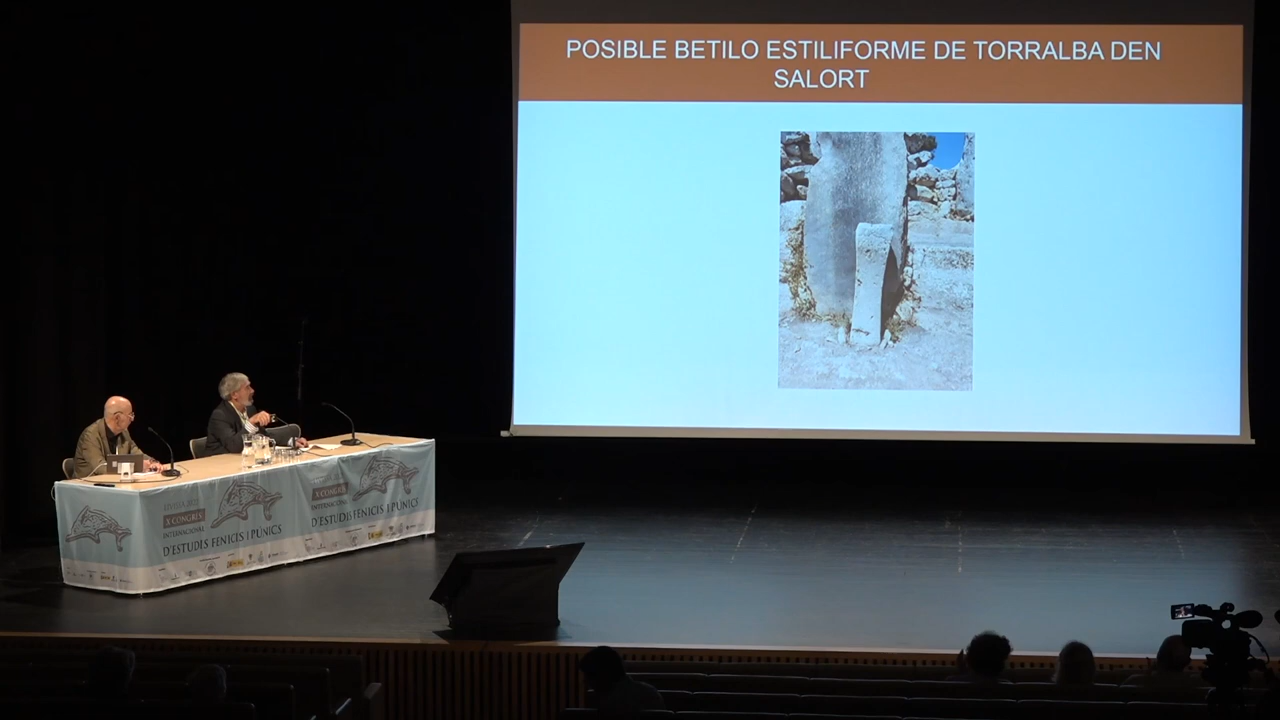 POSIBLE BETILO ESTILIFORME DE TORRALBA DEN
SALORT
X CONGRÉS
INTERNACIONAL
D'ESTUDIS FENICIS I PÚNICS
X CONGRÉS
INTERNACIONAL
D'ESTUDIS FENICIS I PÚNICS